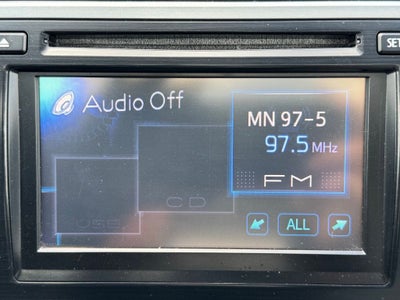 SET
Audio Off
MN 97-5
97.5 MHz
FM
CD
USB
ALL